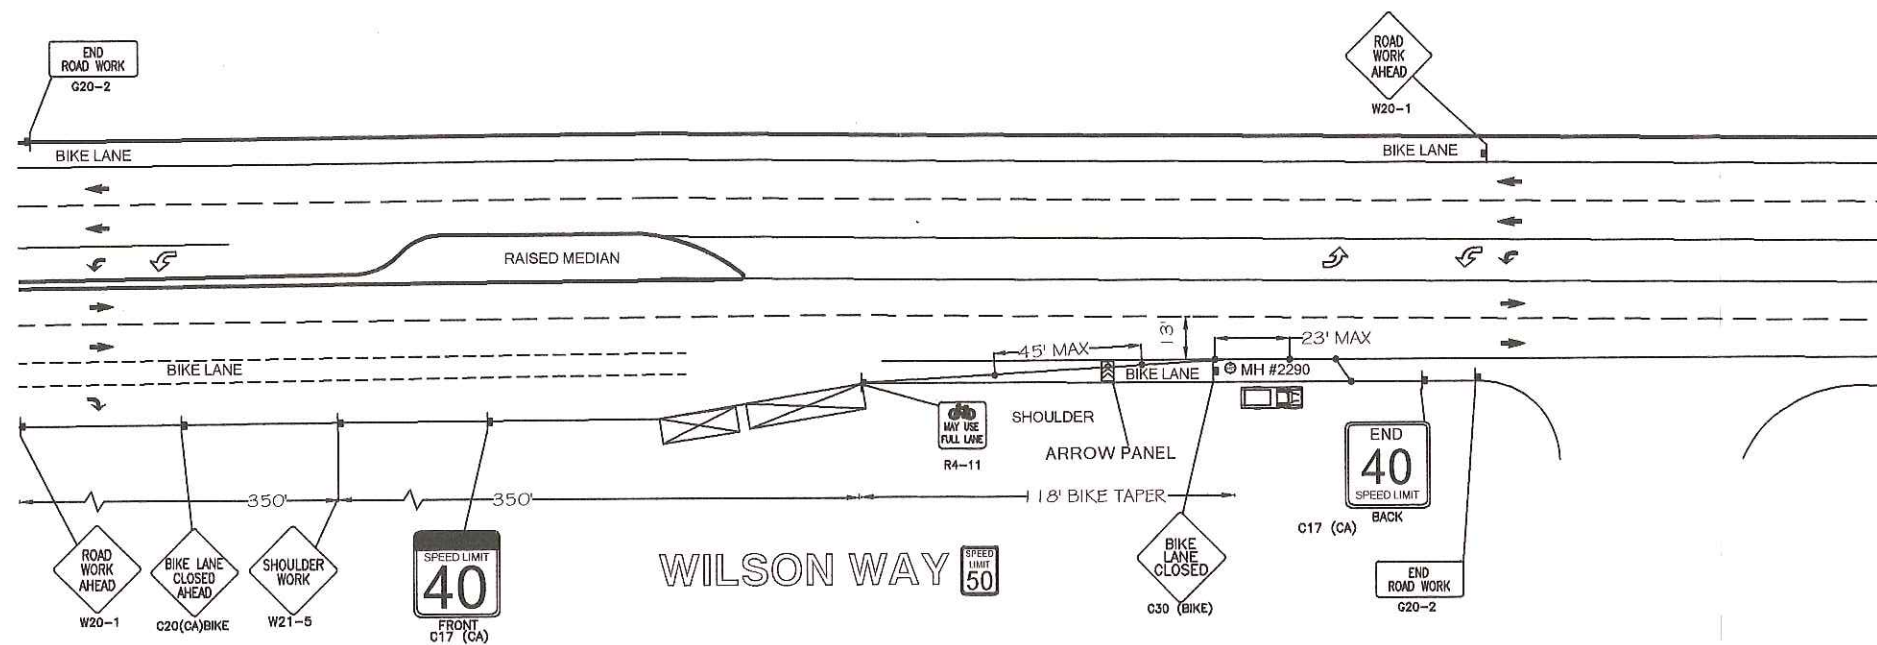 END
ROAD WORK
G20-2
ROAD
WORK
AHEAD
W20-1
BIKE LANE
BIKE LANE
RAISED MEDIAN
45' MAX
13'
23' MAX
BIKE LANE
BIKE LANE
MH #2290
MAY USE
FULL LANE
R4-11
SHOULDER
ARROW PANEL
END
40
SPEED LIMIT
BACK
C17 (CA)
350'
350'
118' BIKE TAPER
ROAD
WORK
AHEAD
W20-1
BIKE LANE
CLOSED
AHEAD
C20(CA)BIKE
SHOULDER
WORK
W21-5
SPEED LIMIT
40
FRONT
C17 (CA)
WILSON WAY
SPEED
LIMIT
50
BIKE
LANE
CLOSED
C30 (BIKE)
END
ROAD WORK
G20-2